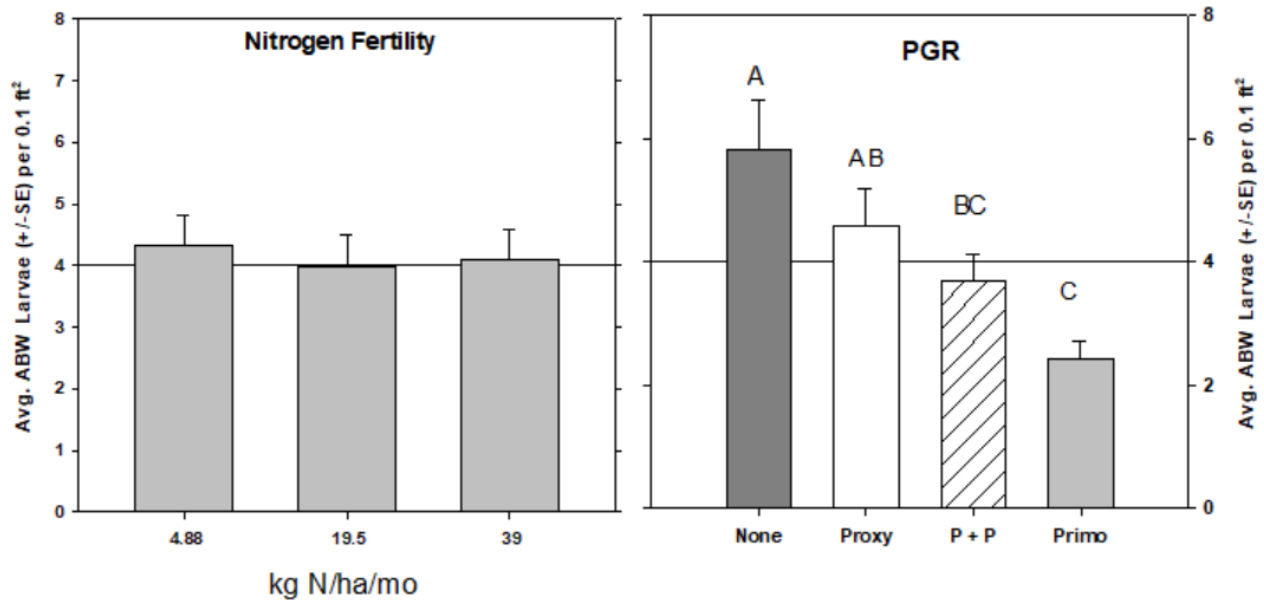 Nitrogen Fertility
Avg. ABW Larvae (+/-SE) per 0.1 ft²
8
7
6
5
4
3
2
1
0
4.88 19.5 39
kg N/ha/mo
PGR
A
AB
BC
C
None Proxy P + P Primo
8
6
4
2
0
Avg. ABW Larvae (+/-SE) per 0.1 ft²